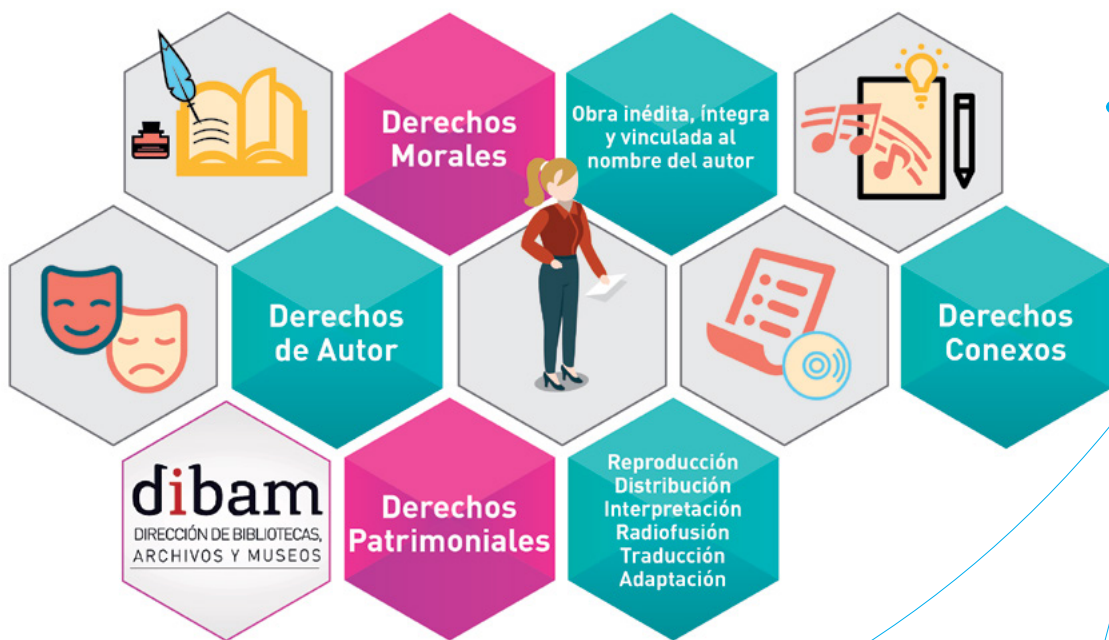 Derechos
Morales
Obra inédita, íntegra
y vinculada al
nombre del autor
Derechos
de Autor
Derechos
Conexos
dibam
DIRECCIÓN DE BIBLIOTECAS,
ARCHIVOS Y MUSEOS
Derechos
Patrimoniales
Reproducción
Distribución
Interpretación
Radiofusión
Traducción
Adaptación